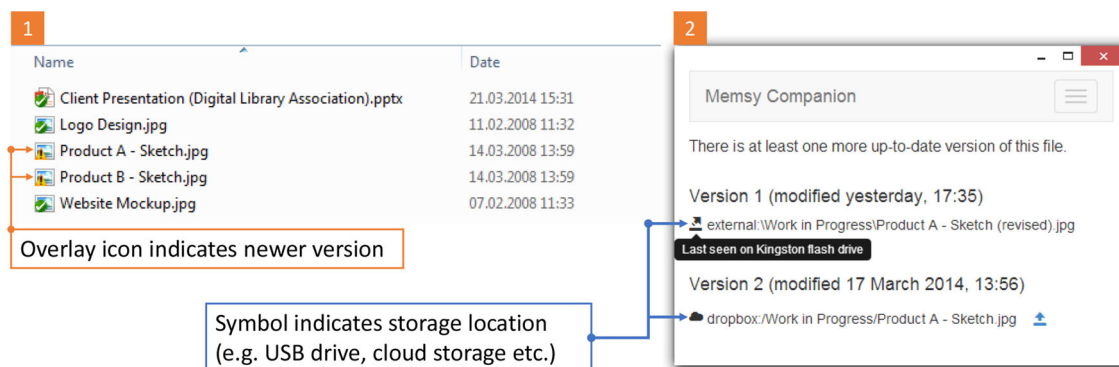 1
Name Date
Client Presentation (Digital Library Association).pptx 21.03.2014 15:31
Logo Design.jpg 11.02.2008 11:32
Product A - Sketch.jpg 14.03.2008 13:59
Product B - Sketch.jpg 14.03.2008 13:59
Website Mockup.jpg 07.02.2008 11:33
Overlay icon indicates newer version
Symbol indicates storage location
(e.g. USB drive, cloud storage etc.)
2
Memsy Companion
There is at least one more up-to-date version of this file.
Version 1 (modified yesterday, 17:35)
external:\Work in Progress\Product A - Sketch (revised).jpg
Last seen on Kingston flash drive
Version 2 (modified 17 March 2014, 13:56)
dropbox:/Work in Progress/Product A - Sketch.jpg